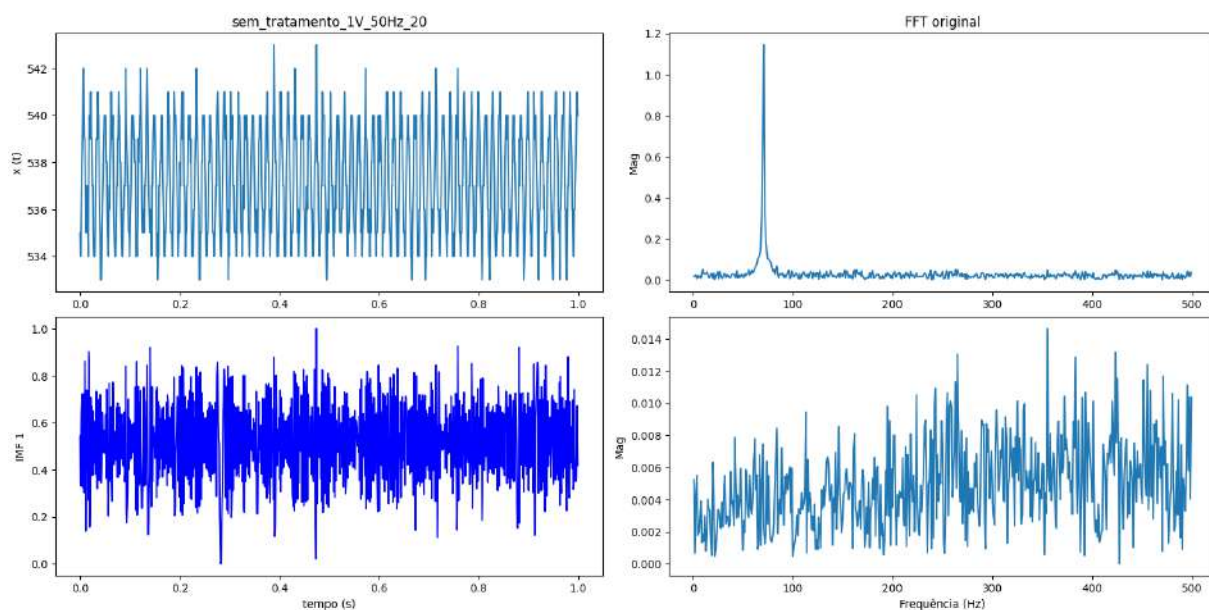 sem_tratamento_1V_50Hz_20
FFT original
542
540
538
536
534
x (t)
0.0 0.2 0.4 0.6 0.8 1.0
1.2
1.0
0.8
0.6
0.4
0.2
0.0
Mag
0 100 200 300 400 500
1.0
0.8
0.6
0.4
0.2
0.0
IMF 1
0.0 0.2 0.4 0.6 0.8 1.0
tempo (s)
0.014
0.012
0.010
0.008
0.006
0.004
0.002
0.000
Mag
0 100 200 300 400 500
Frequência (Hz)